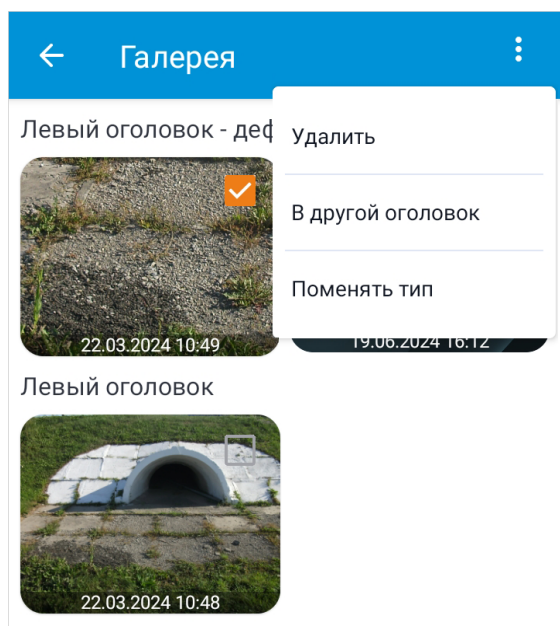 Галерея
Левый оголовок - деф
Удалить
В другой оголовок
Поменять тип
22.03.2024 10:49
19.06.2024 16:12
Левый оголовок
22.03.2024 10:48